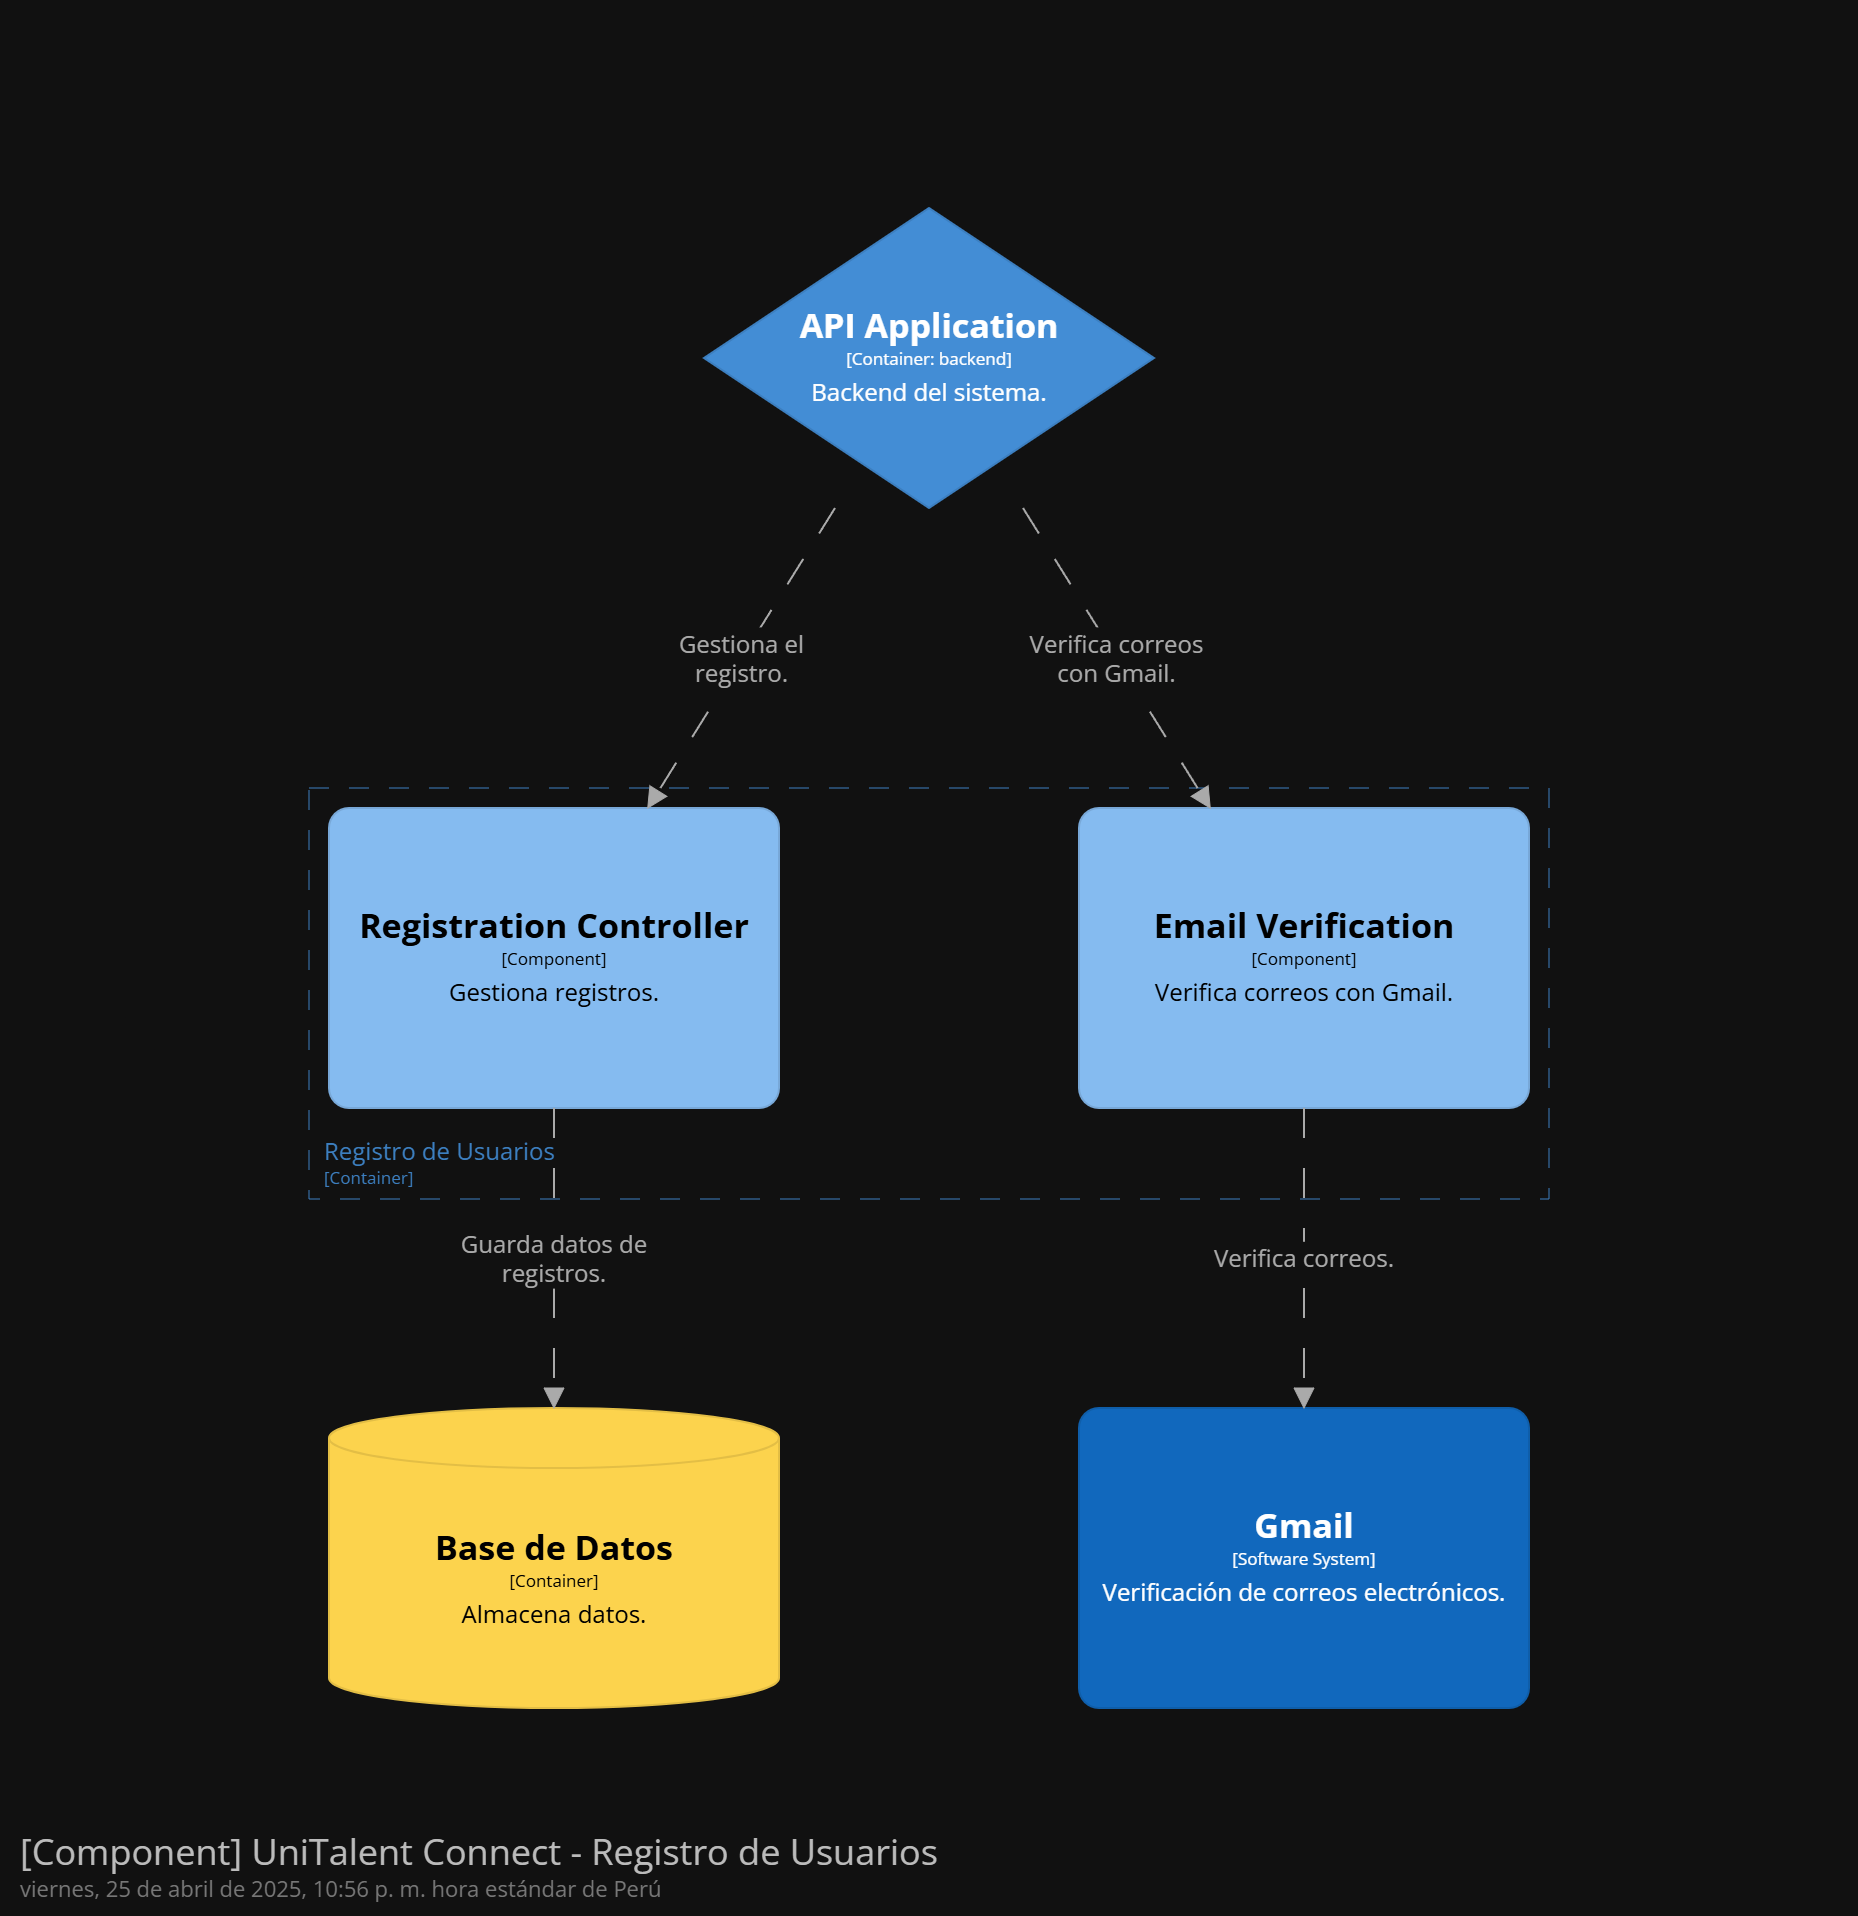 API Application
[Container: backend]
Backend del sistema.
Gestiona el
registro.
Verifica correos
con Gmail.
Registration Controller
[Component]
Gestiona registros.
Email Verification
[Component]
Verifica correos con Gmail.
Registro de Usuarios
[Container]
Guarda datos de
registros.
Verifica correos.
Base de Datos
[Container]
Almacena datos.
Gmail
[Software System]
Verificación de correos electrónicos.
[Component] UniTalent Connect - Registro de Usuarios
viernes, 25 de abril de 2025, 10:56 p. m. hora estándar de Perú